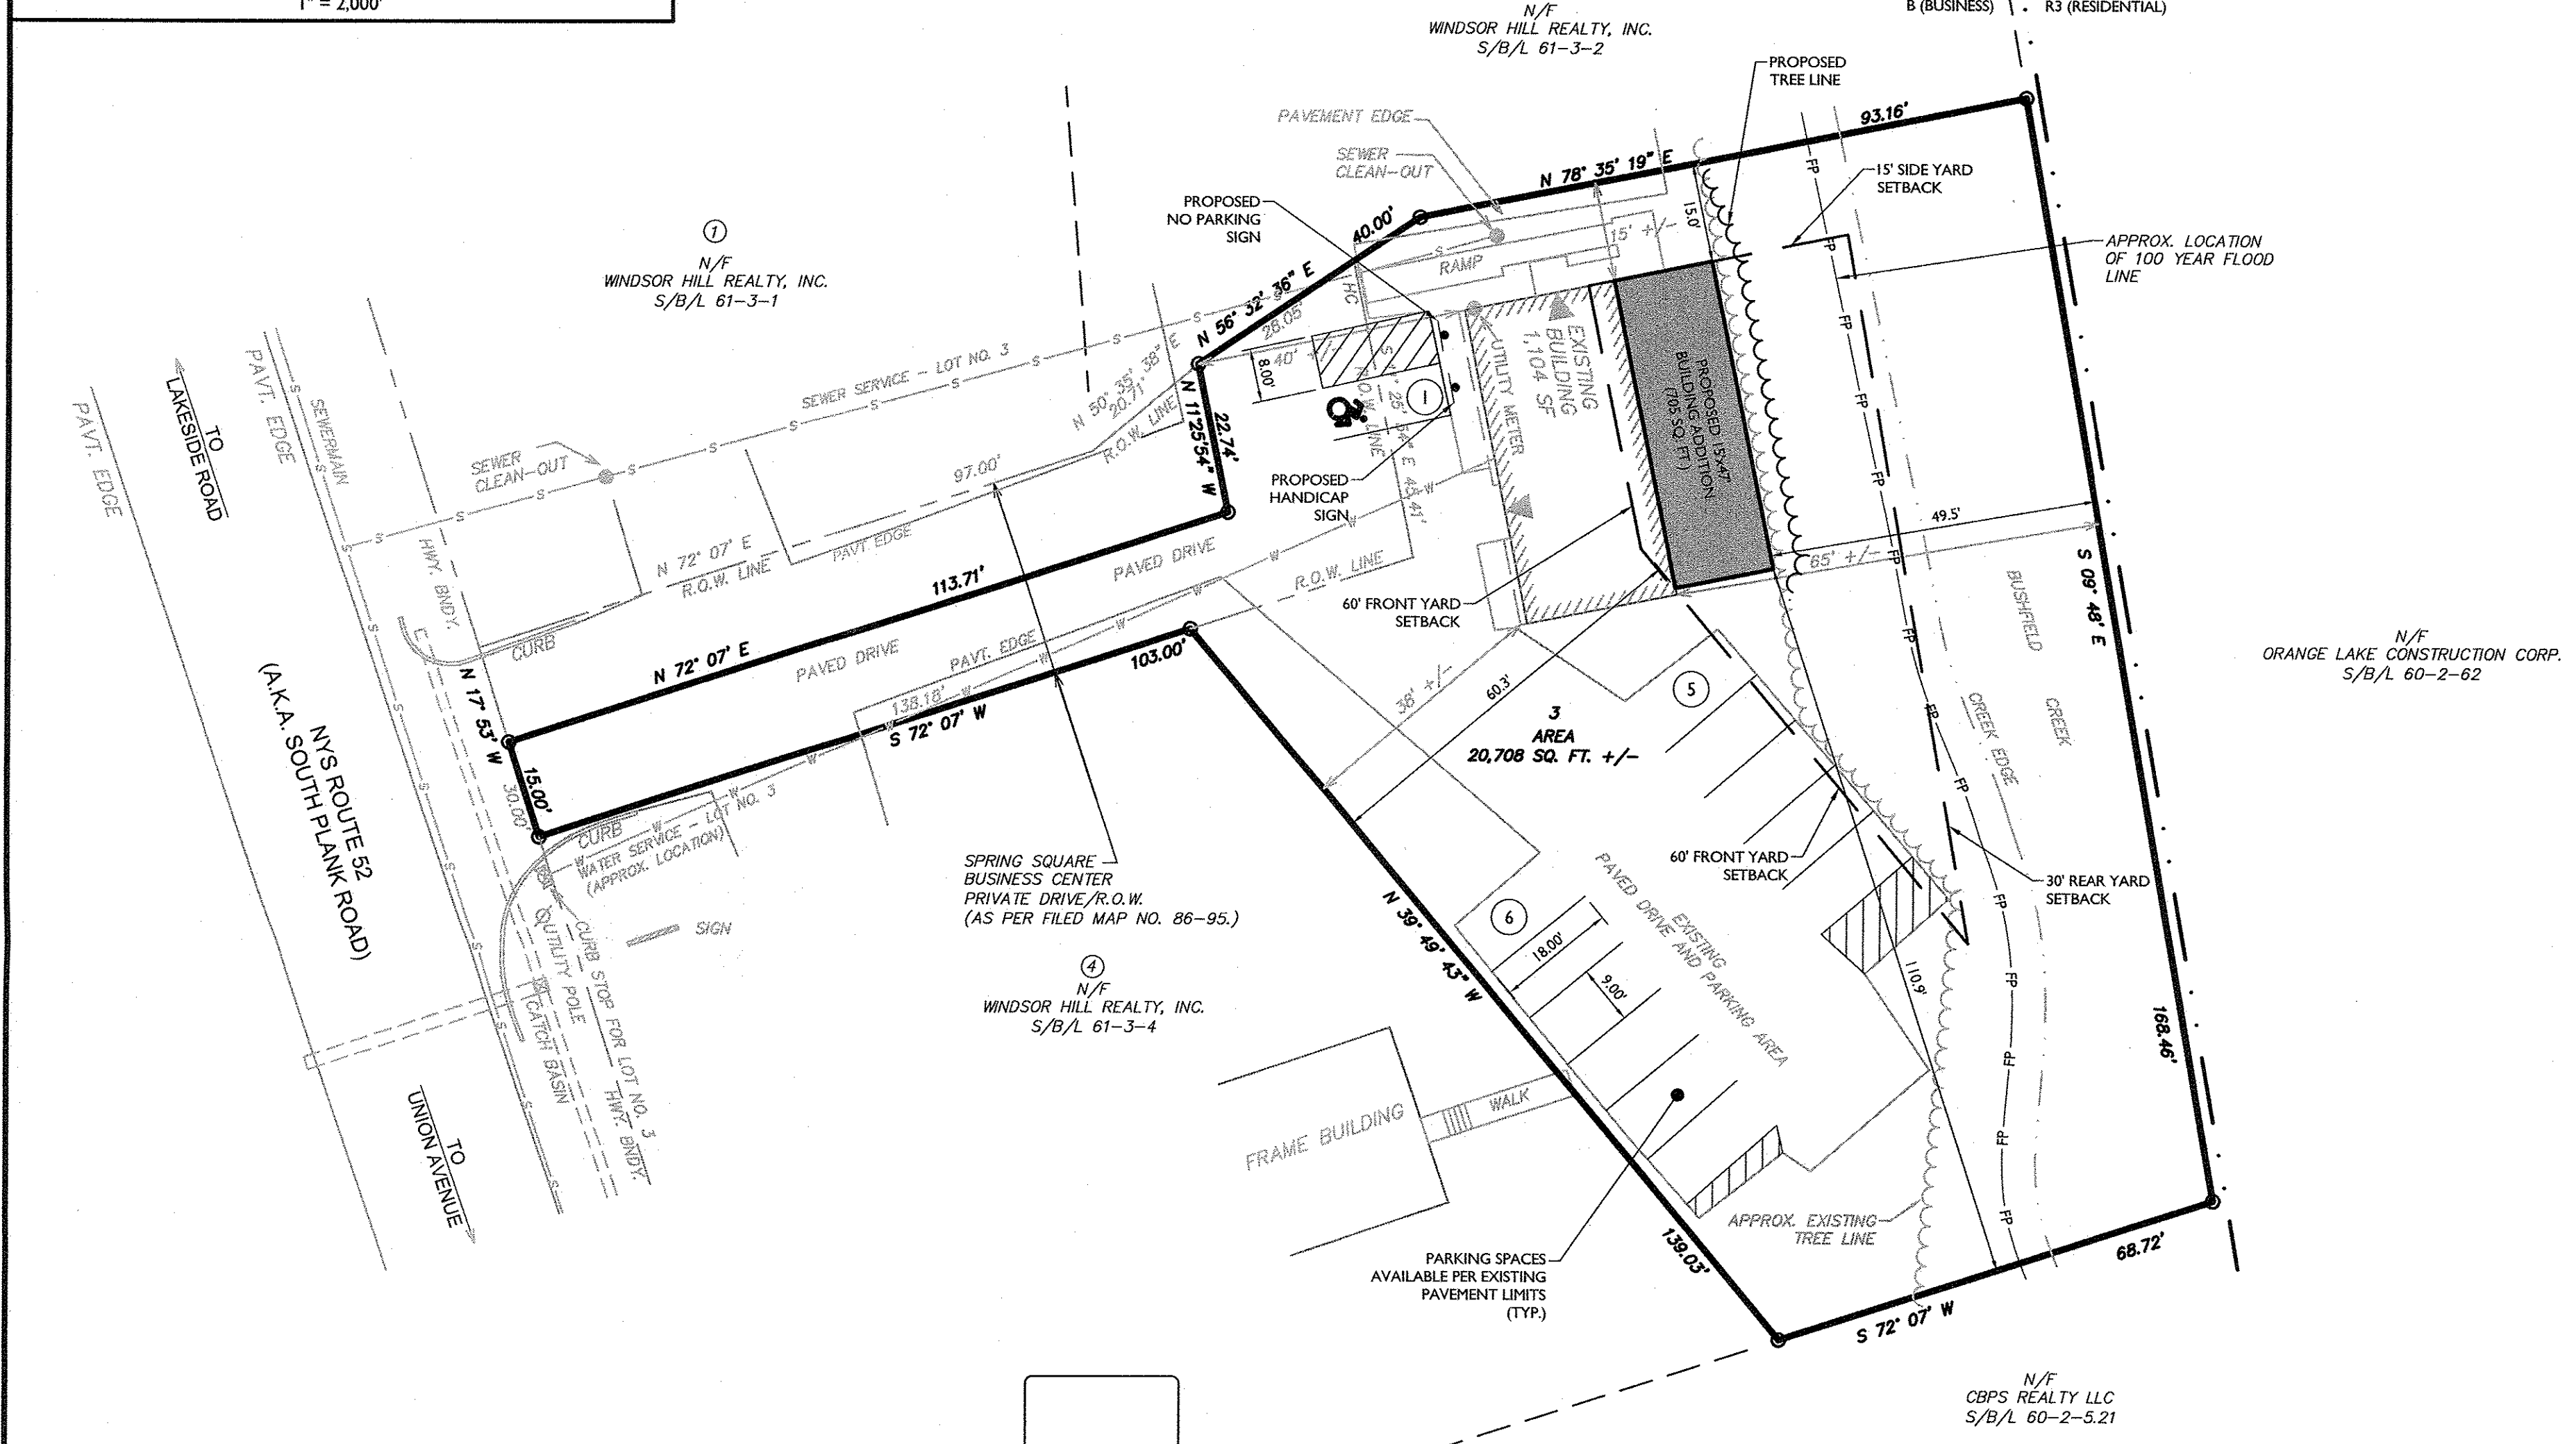 1" = 2,000'
N/F
WINDSOR HILL REALTY, INC.
S/B/L 61-3-2
B (BUSINESS)
R3 (RESIDENTIAL)
PROPOSED
TREE LINE
93.16'
PAVEMENT EDGE
SEWER
CLEAN-OUT
N 78° 35' 19" E
15' SIDE YARD
SETBACK
PROPOSED
NO PARKING
SIGN
40.00'
15.0'
15' +/-
RAMP
HC
APPROX. LOCATION
OF 100 YEAR FLOOD
LINE
1
N/F
WINDSOR HILL REALTY, INC.
S/B/L 61-3-1
N 56° 32' 36" E
28.05'
40' +/-
8.00'
N 50° 35' 38" E
20.71'
R.O.W. LINE
SEWER SERVICE - LOT NO. 3
N 11°25'54" W
22.74'
1
R.O.W. LINE
UTILITY METER
EXISTING
BUILDING
1,104 SF
PROPOSED 15x47
BUILDING ADDITION
(705 SQ. FT.)
PAVT. EDGE
TO
LAKESIDE ROAD
PAVT. EDGE
SEWERMAIN
SEWER
CLEAN-OUT
97.00'
PROPOSED
HANDICAP
SIGN
49.5'
65' +/-
HWY. BNDY.
N 72° 07' E
R.O.W. LINE
PAVT. EDGE
113.71'
PAVED DRIVE
R.O.W. LINE
60' FRONT YARD
SETBACK
BUSHFIELD
CREEK
S 09° 48' E
CURB
N 72° 07' E
PAVED DRIVE
PAVT. EDGE
103.00'
N/F
ORANGE LAKE CONSTRUCTION CORP.
S/B/L 60-2-62
N 17° 53' W
15.00'
30.00'
138.18'
S 72° 07' W
38' +/-
60.3'
5
3
AREA
20,708 SQ. FT. +/-
CREEK EDGE
NYS ROUTE 52
(A.K.A. SOUTH PLANK ROAD)
CURB
WATER SERVICE - LOT NO. 3
(APPROX. LOCATION)
SPRING SQUARE
BUSINESS CENTER
PRIVATE DRIVE/R.O.W.
(AS PER FILED MAP NO. 86-95.)
60' FRONT YARD
SETBACK
30' REAR YARD
SETBACK
SIGN
CURB STOP FOR LOT NO. 3
UTILITY POLE
CATCH BASIN
HWY. BNDY.
4
N/F
WINDSOR HILL REALTY, INC.
S/B/L 61-3-4
N 39° 49' 43" W
6
18.00'
9.00'
EXISTING
PAVED DRIVE AND PARKING AREA
110.9'
168.46'
TO
UNION AVENUE
FRAME BUILDING
WALK
139.03'
APPROX. EXISTING
TREE LINE
PARKING SPACES
AVAILABLE PER EXISTING
PAVEMENT LIMITS
(TYP.)
68.72'
S 72° 07' W
N/F
CBPS REALTY LLC
S/B/L 60-2-5.21